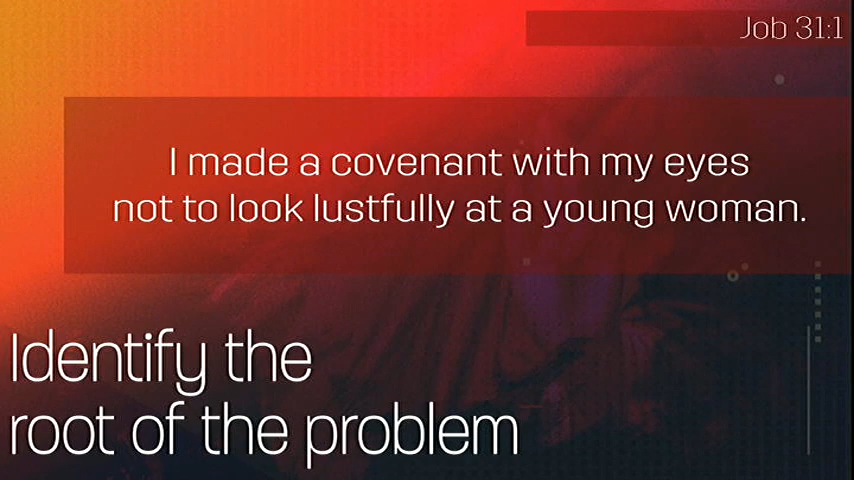 Job 31:1
I made a covenant with my eyes
not to look lustfully at a young woman.
Identify the
root of the problem